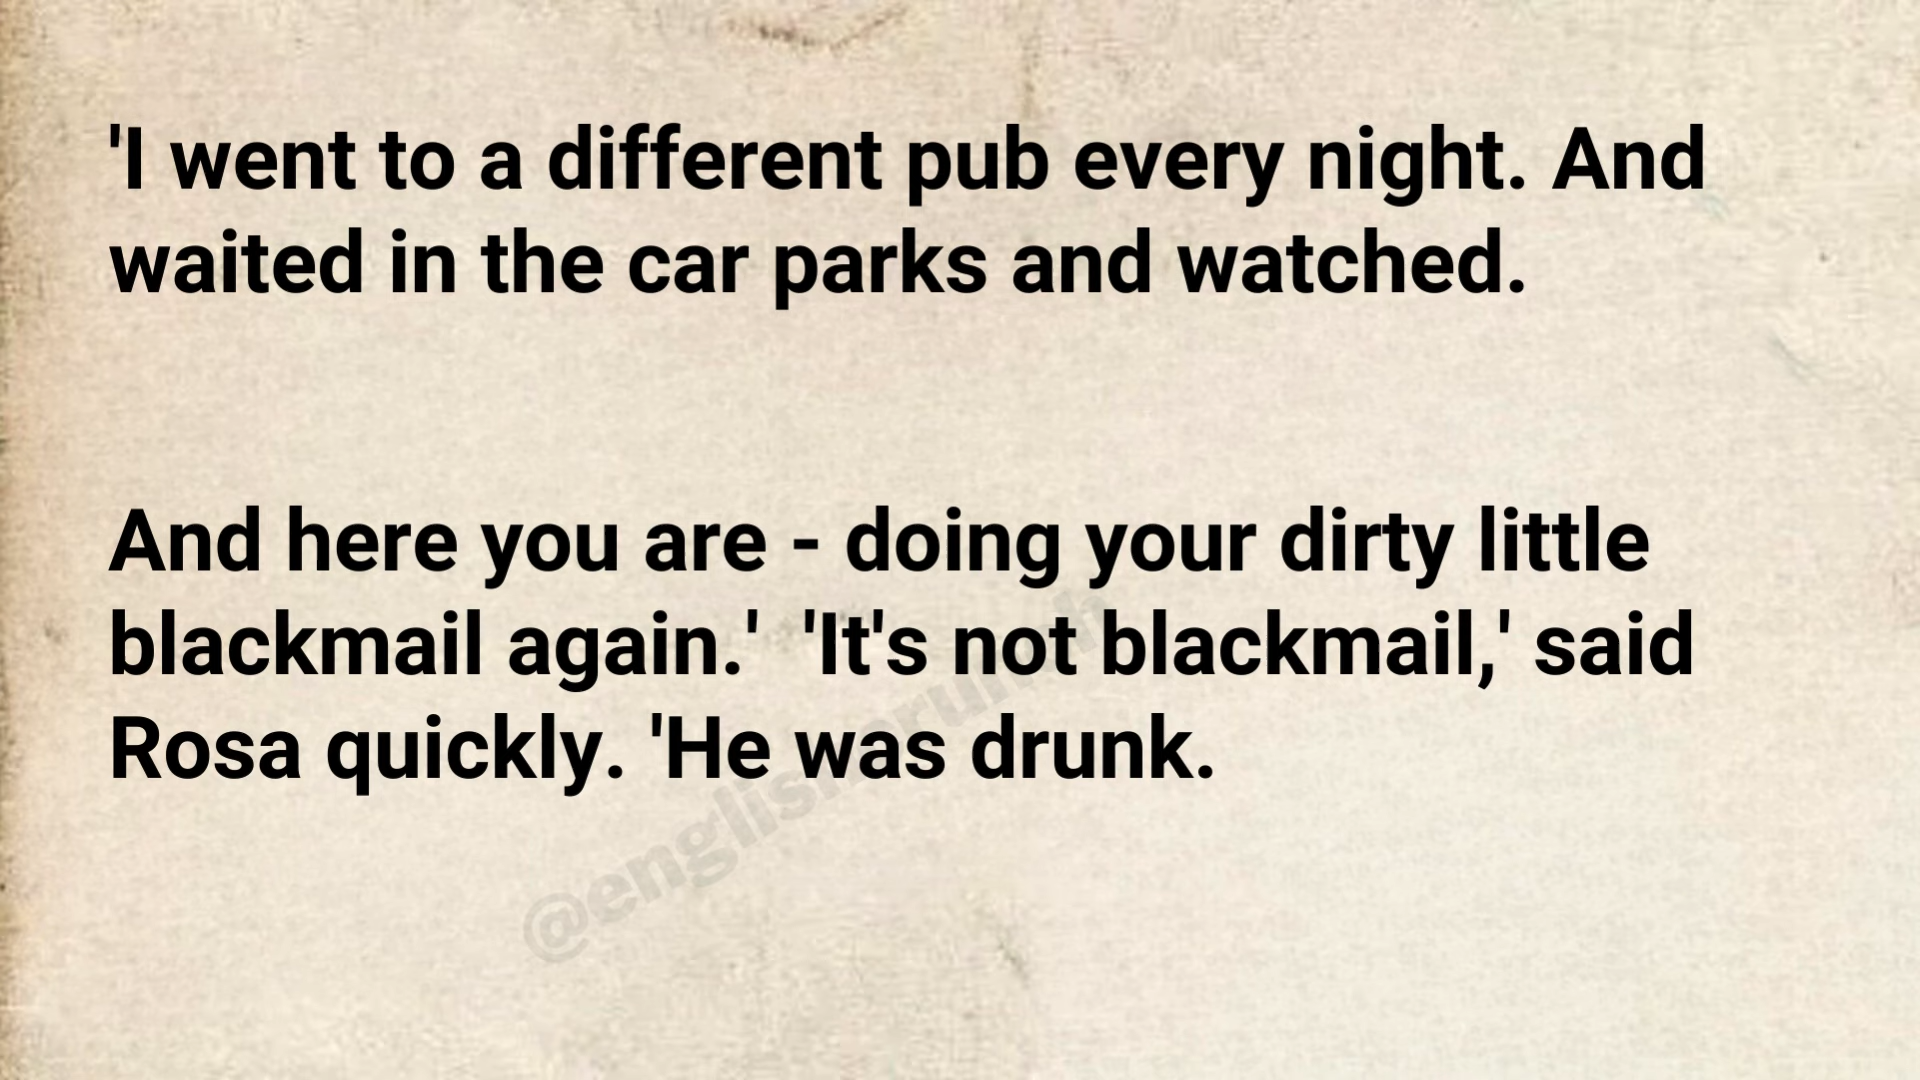 'I went to a different pub every night. And
waited in the car parks and watched.
And here you are - doing your dirty little
blackmail again.'  'It's not blackmail,' said
Rosa quickly. 'He was drunk.